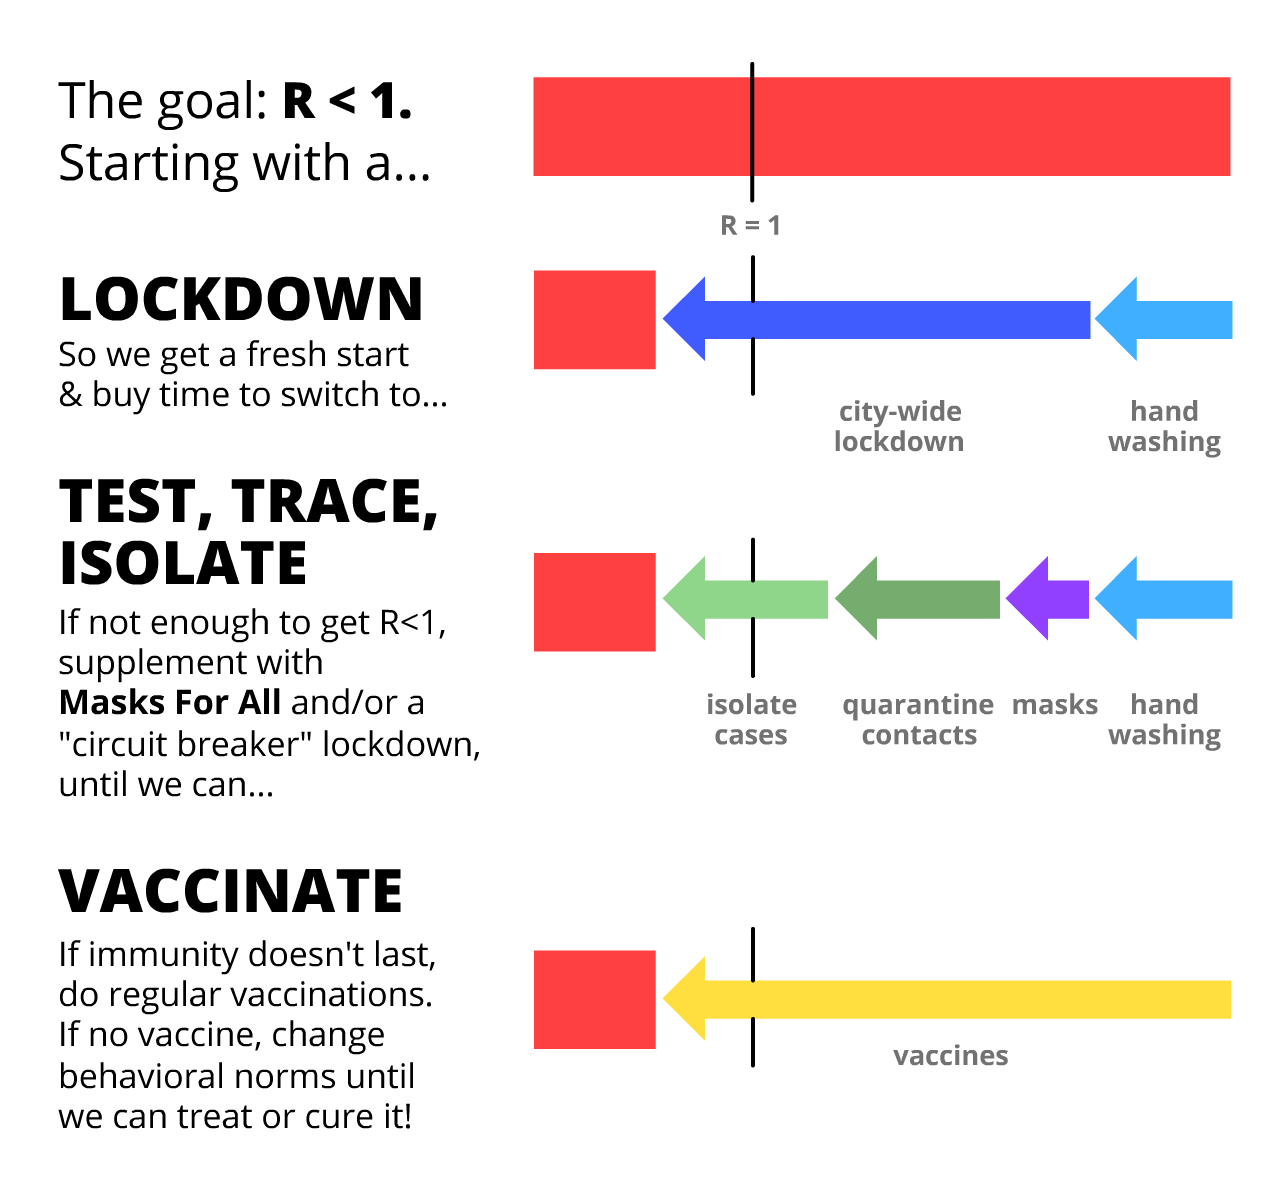 The goal: R < 1.
Starting with a...
R = 1
LOCKDOWN
So we get a fresh start
& buy time to switch to...
city-wide
lockdown
hand
washing
TEST, TRACE,
ISOLATE
If not enough to get R<1,
supplement with
Masks For All and/or a
"circuit breaker" lockdown,
until we can...
isolate
cases
quarantine
contacts
masks
hand
washing
VACCINATE
If immunity doesn't last,
do regular vaccinations.
If no vaccine, change
behavioral norms until
we can treat or cure it!
vaccines